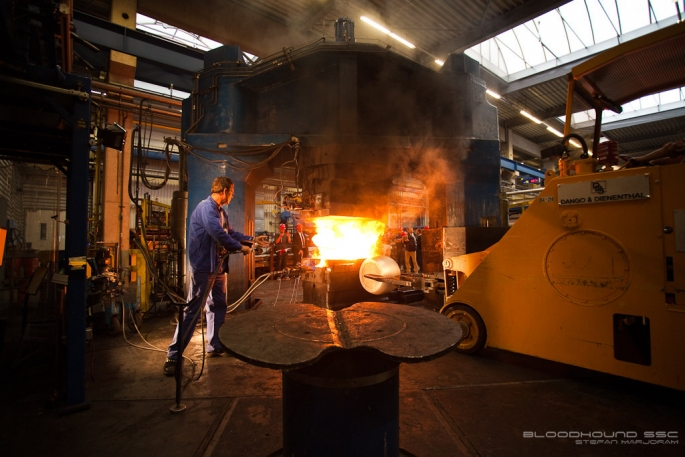 DANGO & DIENENTHAL
BLOODHOUND SSC
STEFAN MARJORAM